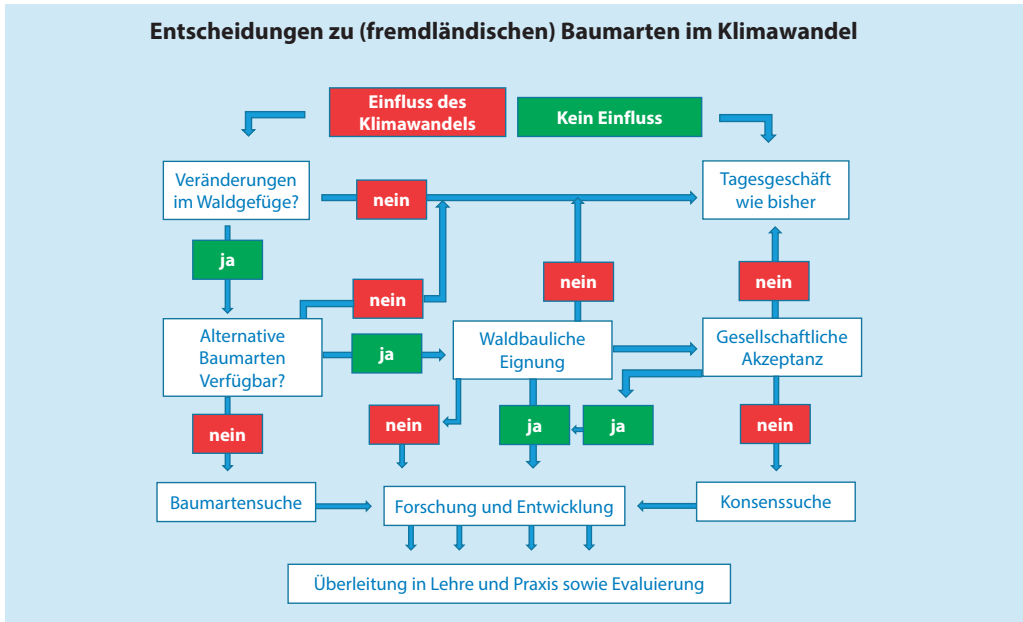 Entscheidungen zu (fremdländischen) Baumarten im Klimawandel
Einfluss des
Klimawandels
Kein Einfluss
Veränderungen
im Waldgefüge?
nein
Tagesgeschäft
wie bisher
ja
nein
nein
nein
Alternative
Baumarten
Verfügbar?
ja
Waldbauliche
Eignung
Gesellschaftliche
Akzeptanz
nein
nein
ja
ja
nein
Baumartensuche
Forschung und Entwicklung
Konsenssuche
Überleitung in Lehre und Praxis sowie Evaluierung